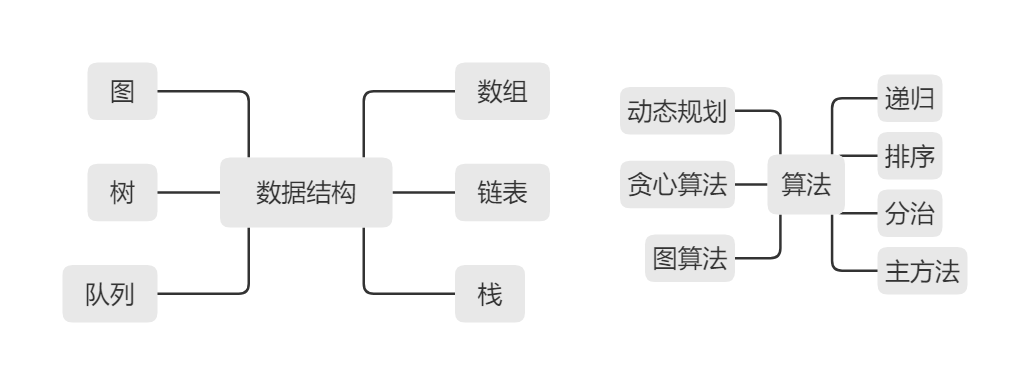 图
树
队列
数据结构
数组
链表
栈
动态规划
贪心算法
图算法
算法
递归
排序
分治
主方法